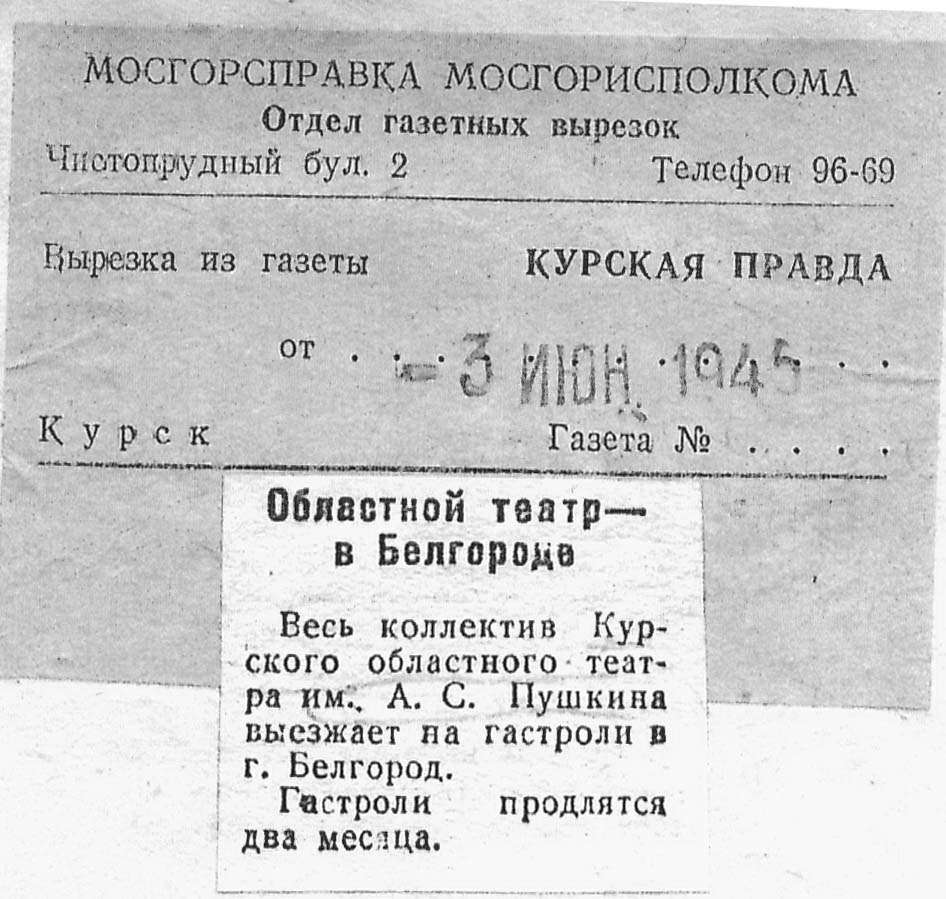 МОСГОРСПРАВКА МОСГОРИСПОЛКОМА
Отдел газетных вырезок
Чистопрудный бул. 2 Телефон 96-69
Вырезка из газеты КУРСКАЯ ПРАВДА
от . . . -3 ИЮН. 1945 . .
Курск Газета № . . . .
Областной театр—
в Белгороде
Весь коллектив Кур-
ского областного теат-
ра им. А. С. Пушкина
выезжает на гастроли в
г. Белгород.
Гастроли продлятся
два месяца.